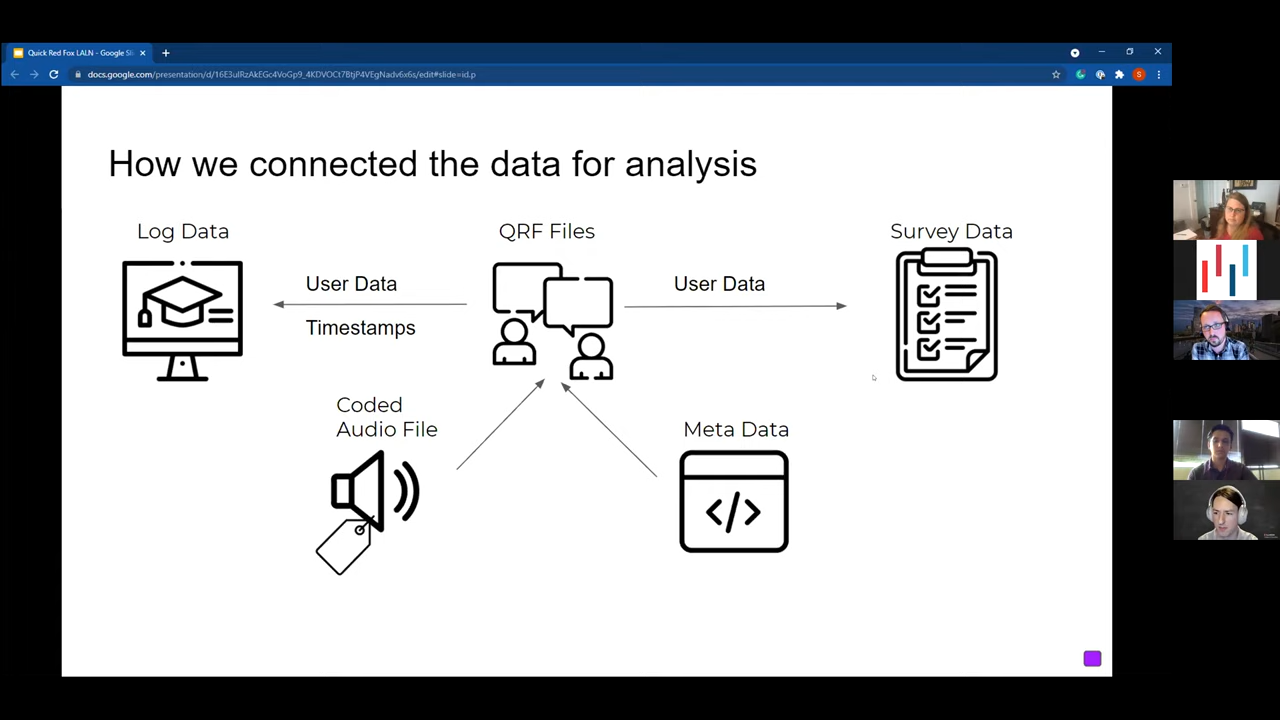 Quick Red Fox LALN - Google Sli
docs.google.com/presentation/d/16E3ulRzAkEGc4VoGp9_4KDVOCt7BtjP4VEgNadv6x6s/edit#slide=id.p
S
How we connected the data for analysis
Log Data
QRF Files
Survey Data
User Data
User Data
Timestamps
Coded
Audio File
Meta Data